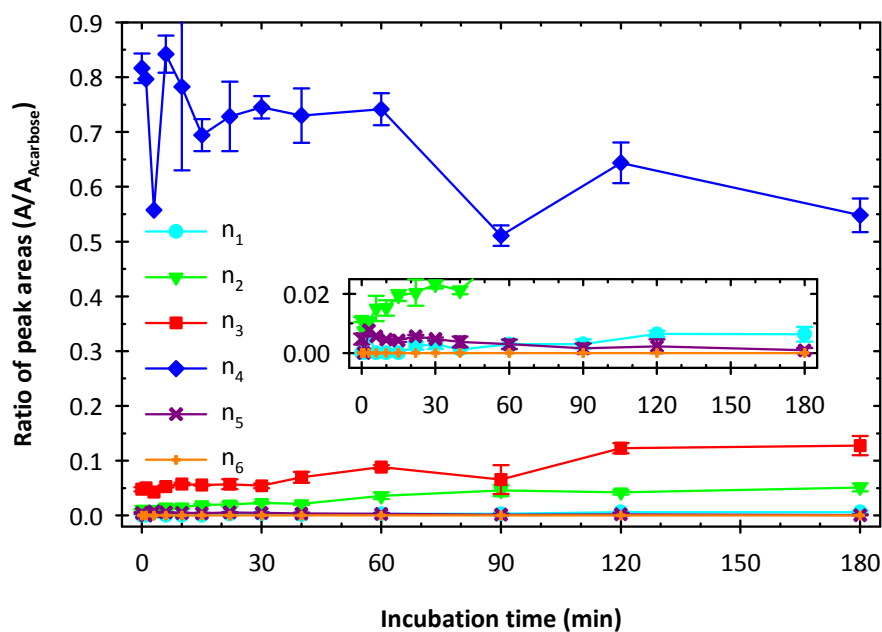 Ratio of peak areas (A/A_Acarbose)
0.9
0.8
0.7
0.6
0.5
0.4
0.3
0.2
0.1
0.0
n₁
n₂
n₃
n₄
n₅
n₆
0.02
0.00
0 30 60 90 120 150 180
0 30 60 90 120 150 180
Incubation time (min)